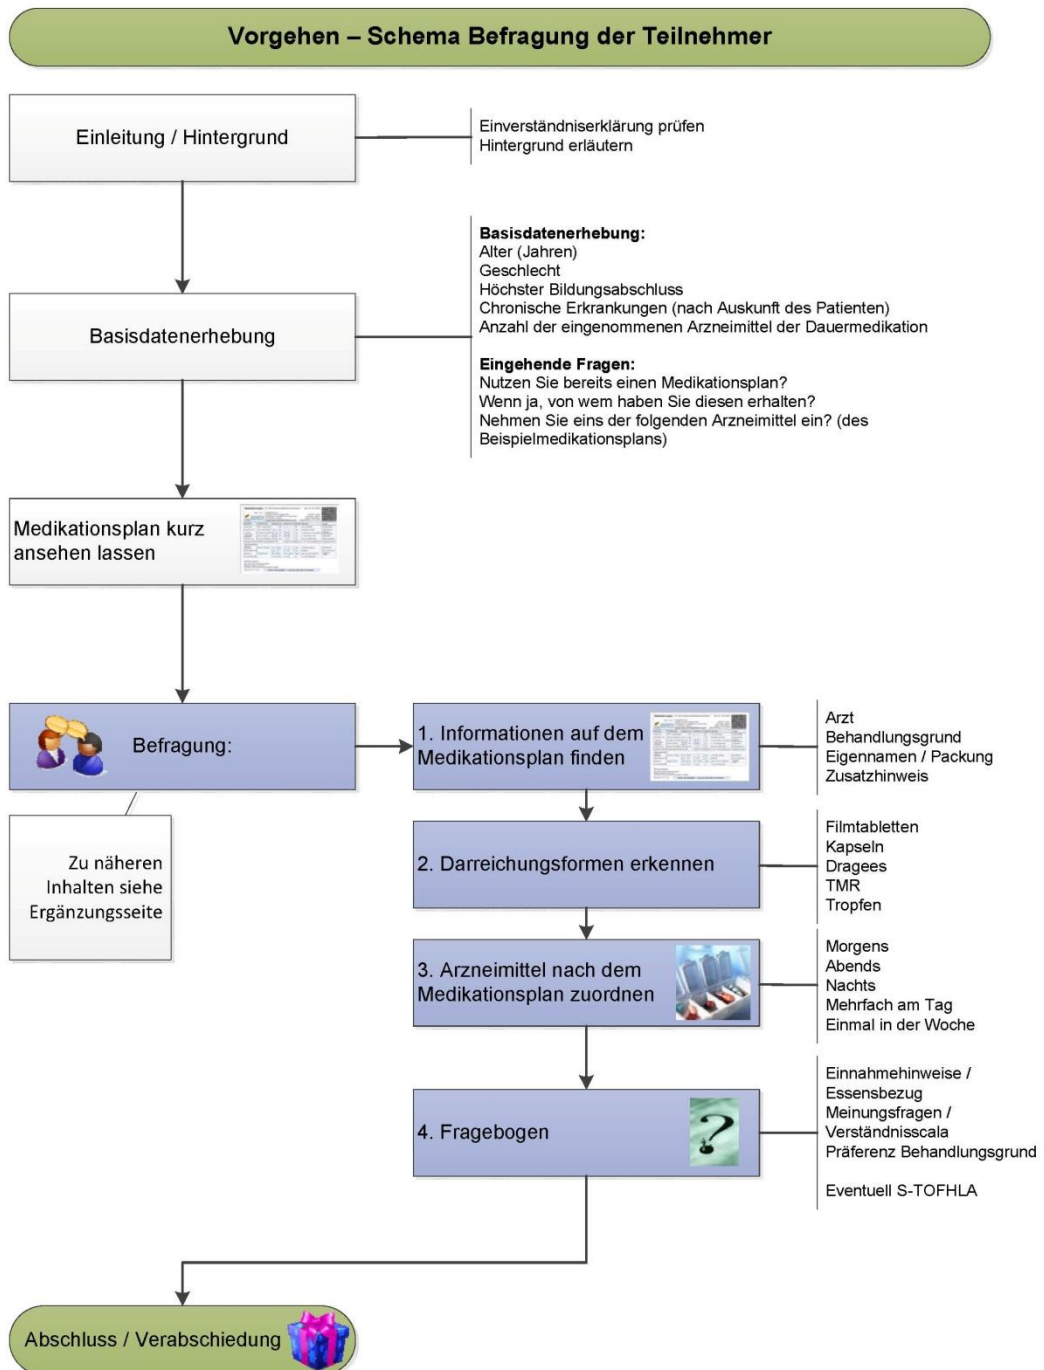 Vorgehen – Schema Befragung der Teilnehmer
Einleitung / Hintergrund
Einverständniserklärung prüfen
Hintergrund erläutern
Basisdatenerhebung
Basisdatenerhebung:
Alter (Jahren)
Geschlecht
Höchster Bildungsabschluss
Chronische Erkrankungen (nach Auskunft des Patienten)
Anzahl der eingenommenen Arzneimittel der Dauermedikation
Eingehende Fragen:
Nutzen Sie bereits einen Medikationsplan?
Wenn ja, von wem haben Sie diesen erhalten?
Nehmen Sie eins der folgenden Arzneimittel ein? (des
Beispielmedikationsplans)
Medikationsplan kurz
ansehen lassen
Befragung:
Zu näheren
Inhalten siehe
Ergänzungsseite
1. Informationen auf dem
Medikationsplan finden
Arzt
Behandlungsgrund
Eigennamen / Packung
Zusatzhinweis
2. Darreichungsformen erkennen
Filmtabletten
Kapseln
Dragees
TMR
Tropfen
3. Arzneimittel nach dem
Medikationsplan zuordnen
Morgens
Abends
Nachts
Mehrfach am Tag
Einmal in der Woche
4. Fragebogen
Einnahmehinweise /
Essensbezug
Meinungsfragen /
Verständnisscala
Präferenz Behandlungsgrund
Eventuell S-TOFHLA
Abschluss / Verabschiedung